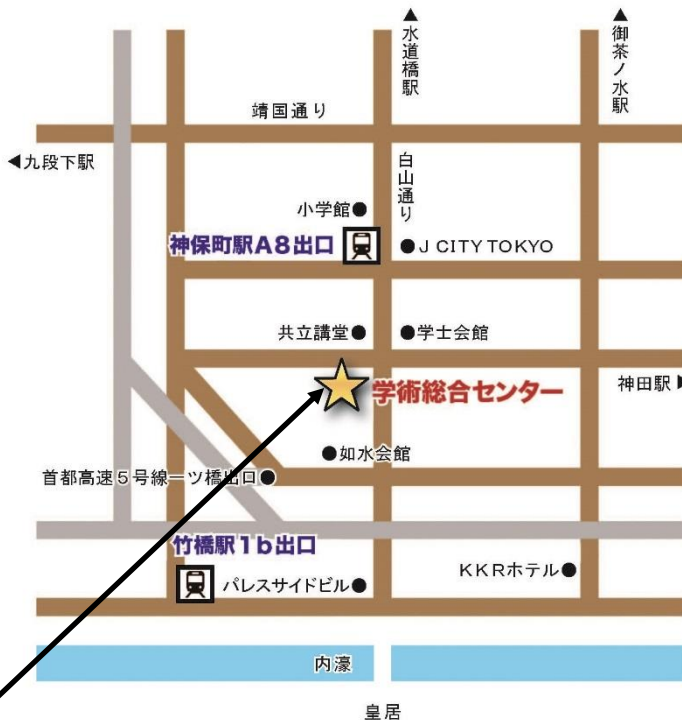 ▲水道橋駅
▲御茶ノ水駅
靖国通り
◀九段下駅
白山通り
小学館●
神保町駅A8出口
●J CITY TOKYO
共立講堂●
●学士会館
学術総合センター
神田駅▶
●如水会館
首都高速5号線一ツ橋出口●
竹橋駅1b出口
パレスサイドビル●
KKRホテル●
内濠
皇居